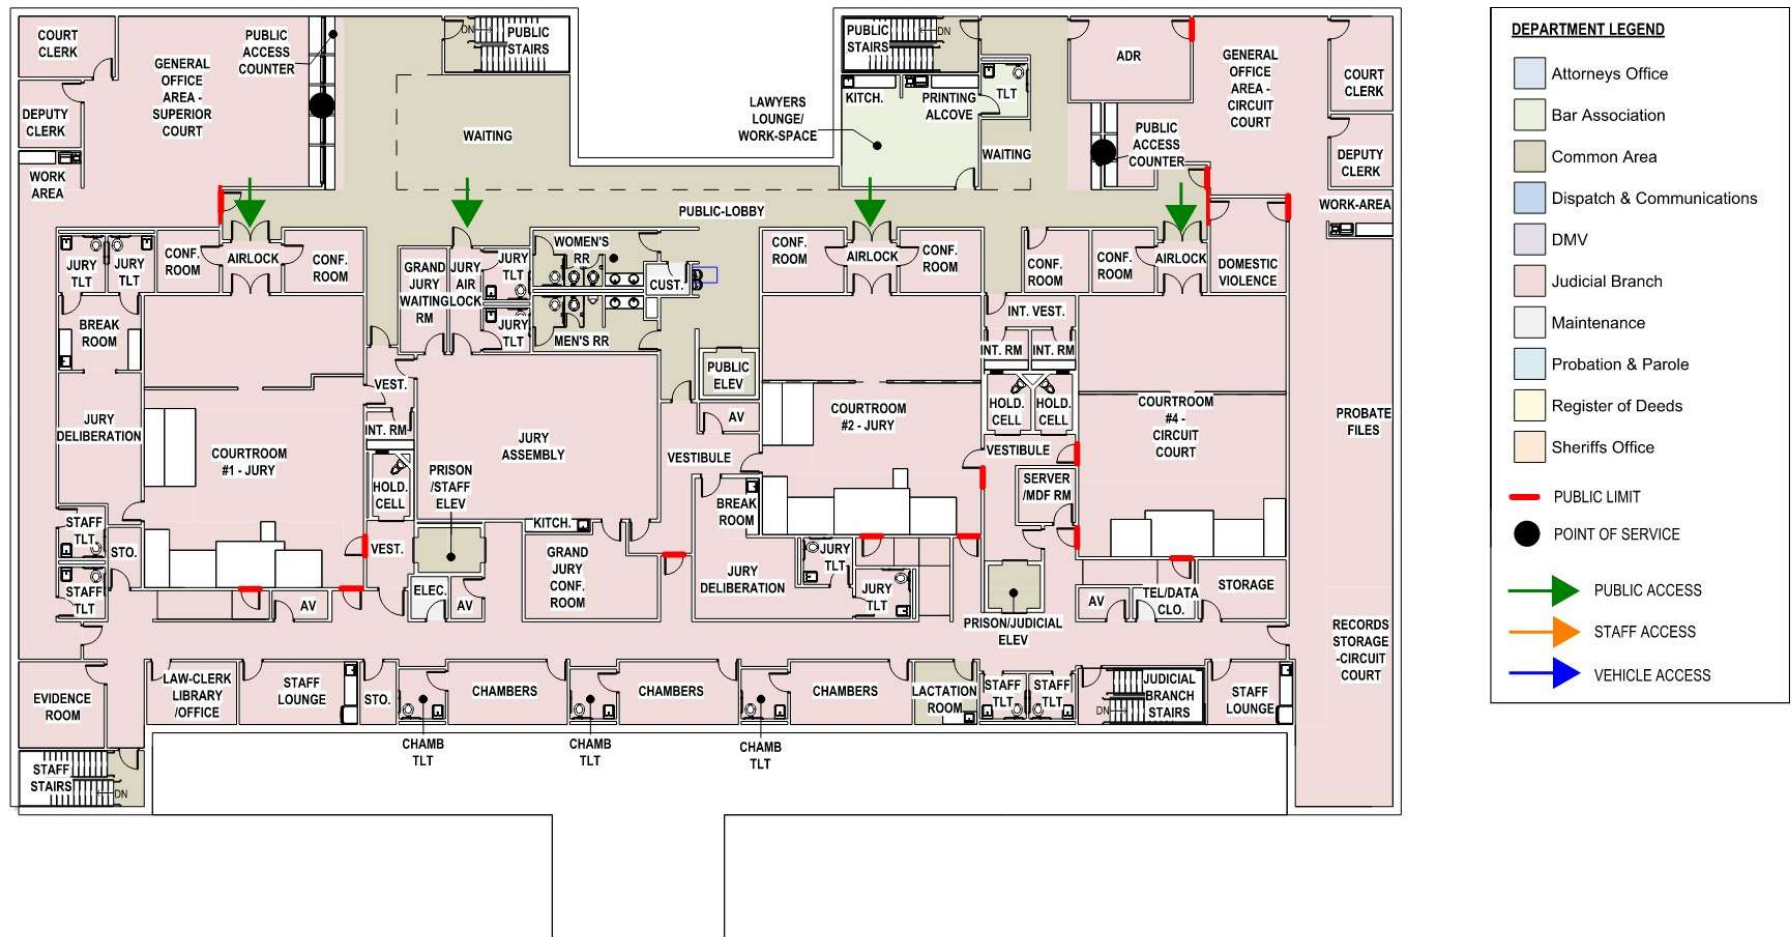 COURT
CLERK
GENERAL
OFFICE
AREA -
SUPERIOR
COURT
PUBLIC
ACCESS
COUNTER
DN
PUBLIC
STAIRS
DEPUTY
CLERK
WORK
AREA
WAITING
LAWYERS
LOUNGE/
WORK-SPACE
PUBLIC
STAIRS
DN
KITCH.
PRINTING
ALCOVE
TLT
WAITING
ADR
PUBLIC
ACCESS
COUNTER
GENERAL
OFFICE
AREA -
CIRCUIT
COURT
COURT
CLERK
DEPUTY
CLERK
WORK-AREA
PUBLIC-LOBBY
JURY
TLT
JURY
TLT
CONF.
ROOM
AIRLOCK
CONF.
ROOM
GRAND
JURY
WAITING
RM
JURY
AIR
LOCK
JURY
TLT
JURY
TLT
WOMEN'S
RR
MEN'S RR
CUST.
PUBLIC
ELEV
CONF.
ROOM
AIRLOCK
CONF.
ROOM
CONF.
ROOM
CONF.
ROOM
AIRLOCK
DOMESTIC
VIOLENCE
BREAK
ROOM
INT. VEST.
INT. RM
INT. RM
HOLD.
CELL
HOLD.
CELL
VEST.
INT. RM
HOLD.
CELL
VEST.
JURY
DELIBERATION
COURTROOM
#1 - JURY
JURY
ASSEMBLY
PRISON
/STAFF
ELEV
AV
VESTIBULE
COURTROOM
#2 - JURY
COURTROOM
#4 -
CIRCUIT
COURT
PROBATE
FILES
VESTIBULE
SERVER
/MDF RM
BREAK
ROOM
STAFF
TLT
STO.
STAFF
TLT
AV
ELEC.
AV
KITCH.
GRAND
JURY
CONF.
ROOM
JURY
DELIBERATION
JURY
TLT
JURY
TLT
PRISON/JUDICIAL
ELEV
AV
TEL/DATA
CLO.
STORAGE
RECORDS
STORAGE
-CIRCUIT
COURT
EVIDENCE
ROOM
LAW-CLERK
LIBRARY
/OFFICE
STAFF
LOUNGE
STO.
CHAMBERS
CHAMBERS
CHAMBERS
LACTATION
ROOM
STAFF
TLT
STAFF
TLT
DN
JUDICIAL
BRANCH
STAIRS
STAFF
LOUNGE
CHAMB
TLT
CHAMB
TLT
CHAMB
TLT
STAFF
STAIRS
DN
DEPARTMENT LEGEND
Attorneys Office
Bar Association
Common Area
Dispatch & Communications
DMV
Judicial Branch
Maintenance
Probation & Parole
Register of Deeds
Sheriffs Office
PUBLIC LIMIT
POINT OF SERVICE
PUBLIC ACCESS
STAFF ACCESS
VEHICLE ACCESS